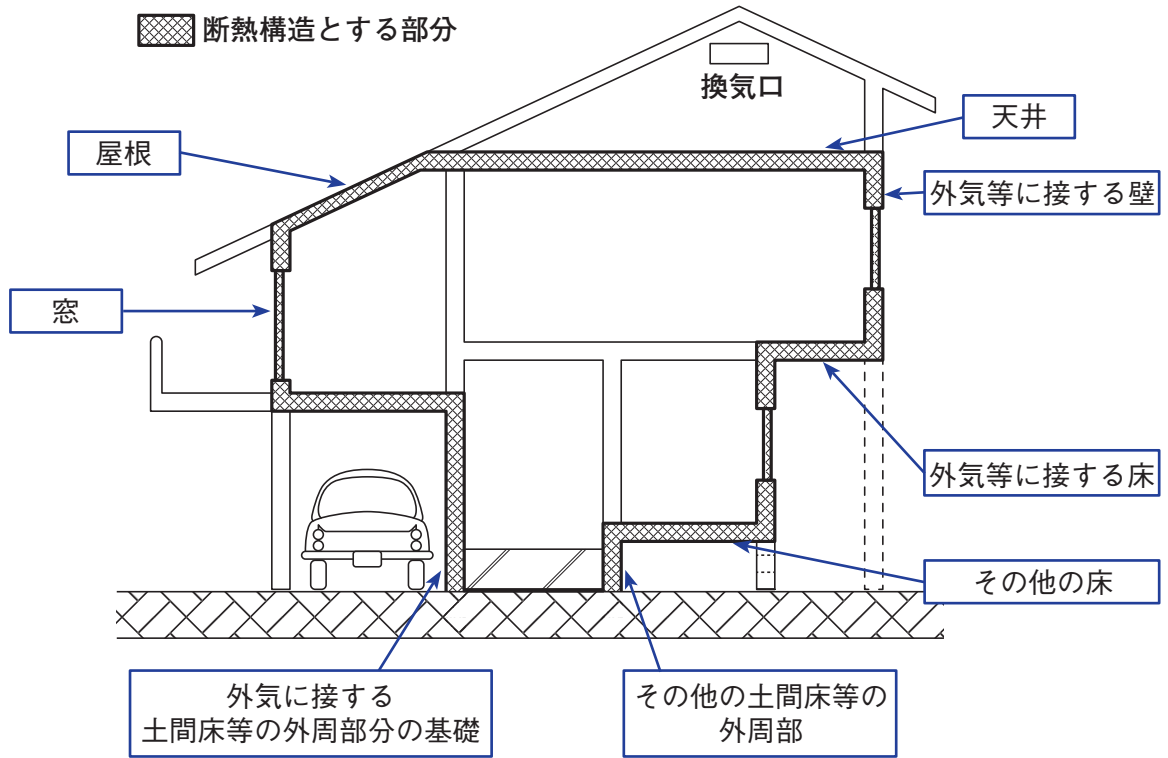 断熱構造とする部分
換気口
天井
屋根
外気等に接する壁
窓
外気等に接する床
その他の床
外気に接する
土間床等の外周部分の基礎
その他の土間床等の
外周部